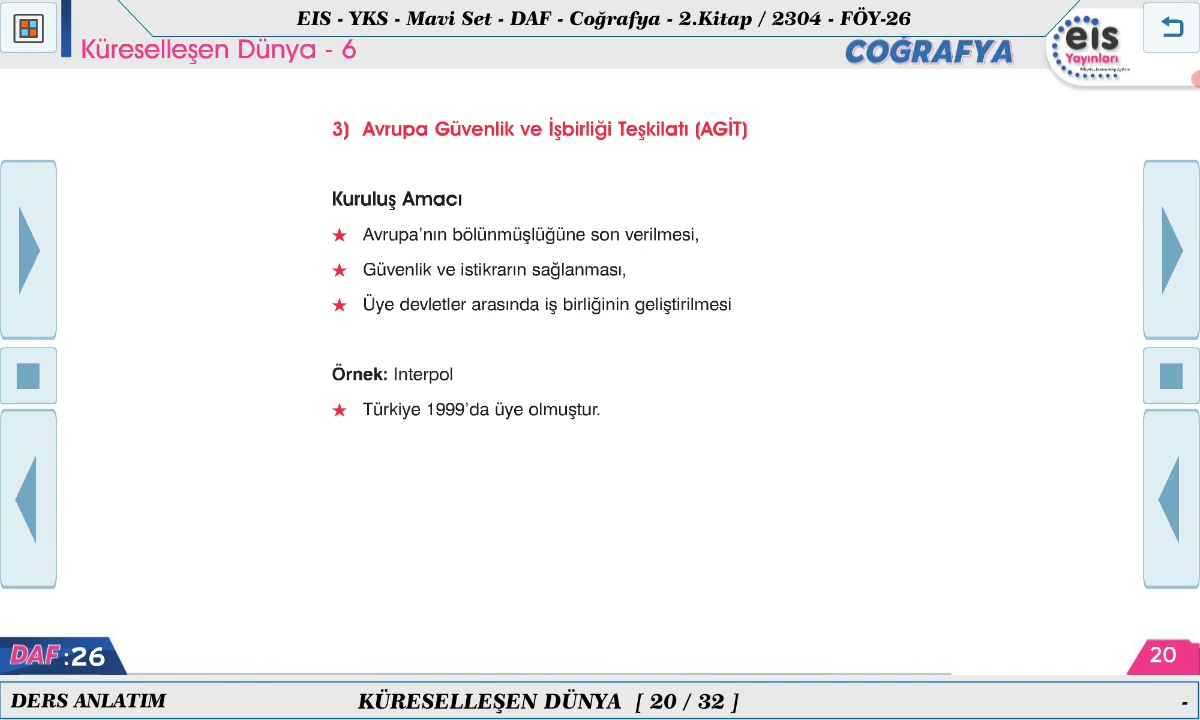 EIS - YKS - Mavi Set - DAF - Coğrafya - 2.Kitap / 2304 - FÖY-26
Küreselleşen Dünya - 6
COĞRAFYA
eis
Yayınları
3) Avrupa Güvenlik ve İşbirliği Teşkilatı (AGİT)
Kuruluş Amacı
★ Avrupa’nın bölünmüşlüğüne son verilmesi,
★ Güvenlik ve istikrarın sağlanması,
★ Üye devletler arasında iş birliğinin geliştirilmesi
Örnek: Interpol
★ Türkiye 1999’da üye olmuştur.
DAF :26
20
DERS ANLATIM
KÜRESELLEŞEN DÜNYA [ 20 / 32 ]
-